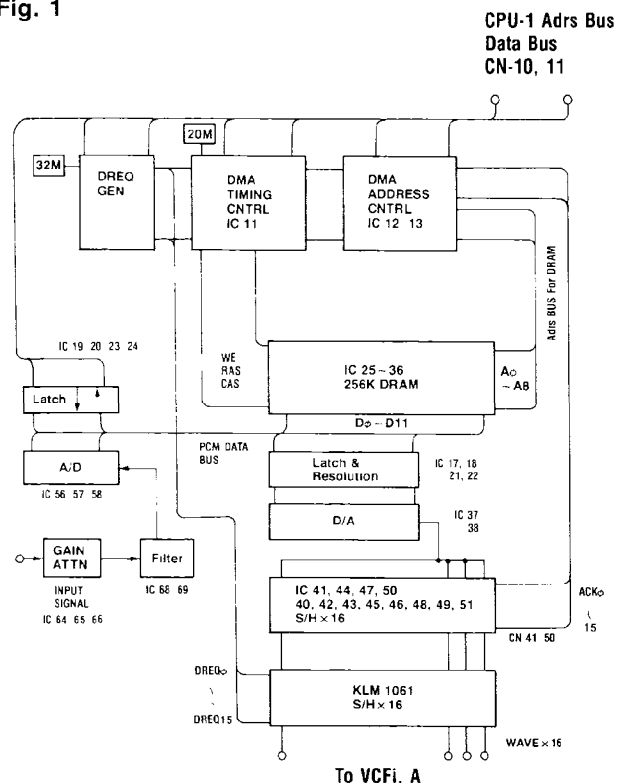 Fig. 1
CPU-1 Adrs Bus
Data Bus
CN-10, 11
20M
32M
DREQ
GEN
DMA
TIMING
CNTRL
IC 11
DMA
ADDRESS
CNTRL
IC 12 13
Adrs BUS For DRAM
IC 19 20 23 24
Latch
WE
RAS
CAS
IC 25~36
256K DRAM
Aφ
~A8
Dφ~D11
PCM DATA
BUS
A/D
IC 56 57 58
Latch &
Resolution
IC 17, 18
21, 22
D/A
IC 37
38
GAIN
ATTN
Filter
INPUT
SIGNAL
IC 64 65 66
IC 68 69
IC 41, 44, 47, 50
40, 42, 43, 45, 46, 48, 49, 51
S/H×16
ACKφ
\
15
CN 41 50
DREQφ
\
DREQ15
KLM 1061
S/H×16
WAVE×16
To VCFi. A